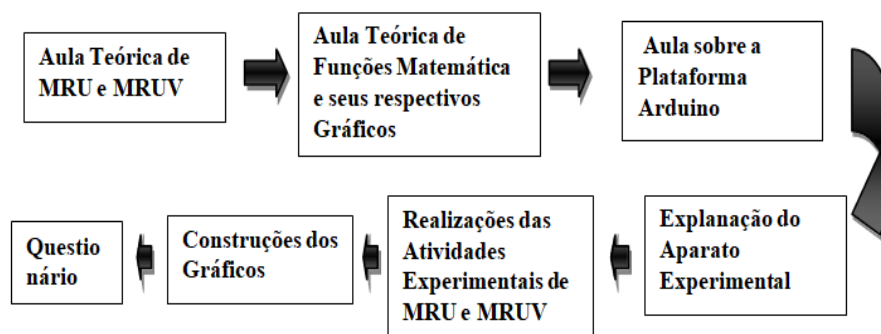 Aula Teórica de
MRU e MRUV
Aula Teórica de
Funções Matemática
e seus respectivos
Gráficos
Aula sobre a
Plataforma
Arduino
Explanação do
Aparato
Experimental
Realizações das
Atividades
Experimentais de
MRU e MRUV
Construções dos
Gráficos
Questio
nário